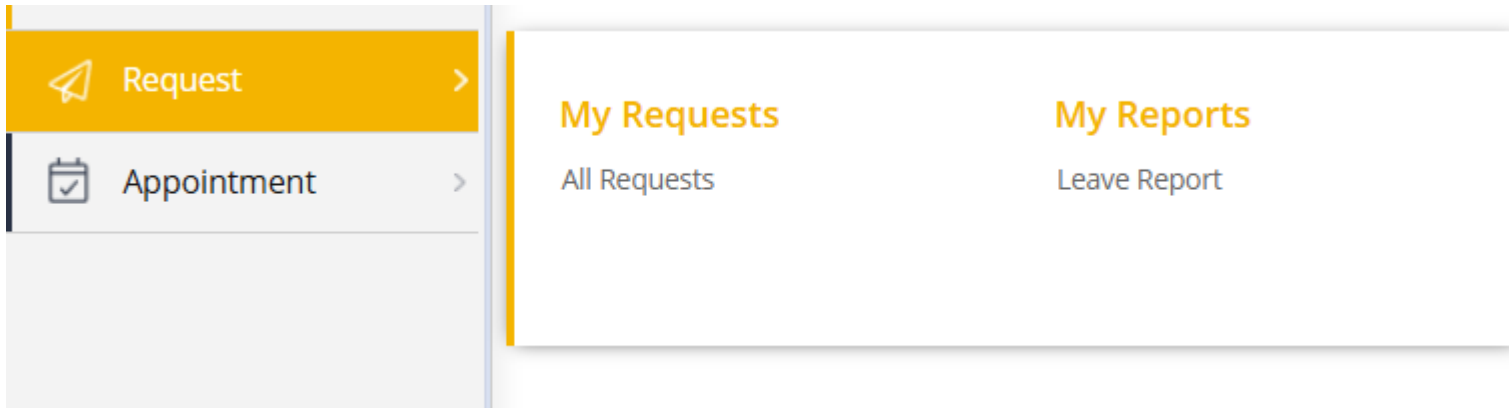 Request
Appointment
My Requests
All Requests
My Reports
Leave Report